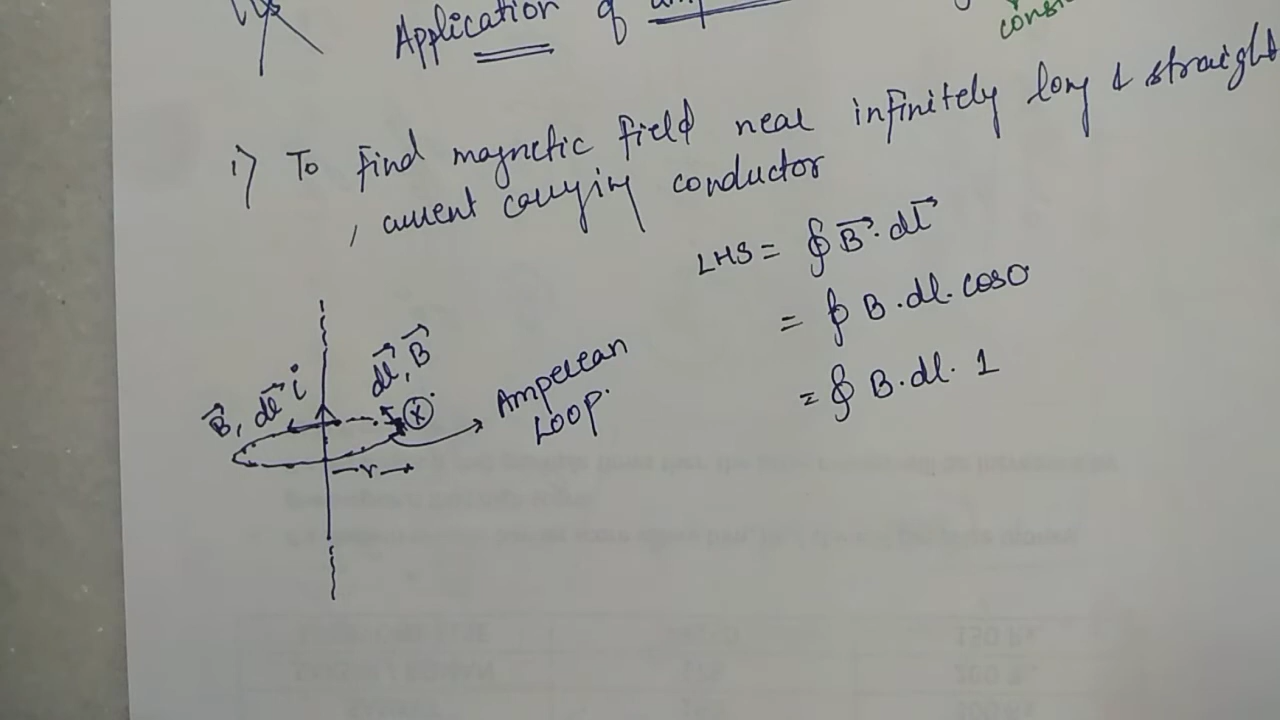 Application of
i) To find magnetic field near infinitely long & straight
, current carrying conductor
LHS = ∮ B⃗ · dl⃗
= ∮ B · dl · cos0
= ∮ B · dl · 1
B⃗, dl⃗
i
dl⃗, B⃗
X
r
Amperean
Loop.